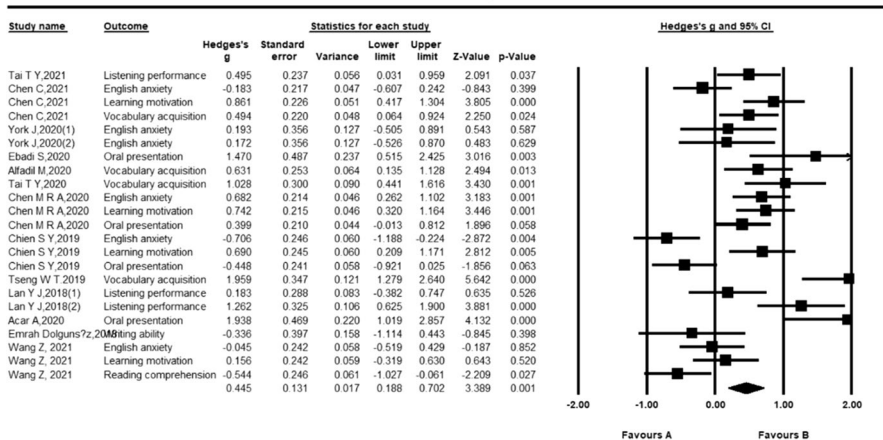 Study name Outcome Statistics for each study Hedges's g and 95% CI
Hedges's g Standard error Variance Lower limit Upper limit Z-Value p-Value
Tai T Y,2021 Listening performance 0.495 0.237 0.056 0.031 0.959 2.091 0.037
Chen C,2021 English anxiety -0.183 0.217 0.047 -0.607 0.242 -0.843 0.399
Chen C,2021 Learning motivation 0.861 0.226 0.051 0.417 1.304 3.805 0.000
Chen C,2021 Vocabulary acquisition 0.494 0.220 0.048 0.064 0.924 2.250 0.024
York J,2020(1) English anxiety 0.193 0.356 0.127 -0.505 0.891 0.543 0.587
York J,2020(2) English anxiety 0.172 0.356 0.127 -0.526 0.870 0.483 0.629
Ebadi S,2020 Oral presentation 1.470 0.487 0.237 0.515 2.425 3.016 0.003
Alfadil M,2020 Vocabulary acquisition 0.631 0.253 0.064 0.135 1.128 2.494 0.013
Tai T Y,2020 Vocabulary acquisition 1.028 0.300 0.090 0.441 1.616 3.430 0.001
Chen M R A,2020 English anxiety 0.682 0.214 0.046 0.262 1.102 3.183 0.001
Chen M R A,2020 Learning motivation 0.742 0.215 0.046 0.320 1.164 3.446 0.001
Chen M R A,2020 Oral presentation 0.399 0.210 0.044 -0.013 0.812 1.896 0.058
Chien S Y,2019 English anxiety -0.706 0.246 0.060 -1.188 -0.224 -2.872 0.004
Chien S Y,2019 Learning motivation 0.690 0.245 0.060 0.209 1.171 2.812 0.005
Chien S Y,2019 Oral presentation -0.448 0.241 0.058 -0.921 0.025 -1.856 0.063
Tseng W T.2019 Vocabulary acquisition 1.959 0.347 0.121 1.279 2.640 5.642 0.000
Lan Y J,2018(1) Listening performance 0.183 0.288 0.083 -0.382 0.747 0.635 0.526
Lan Y J,2018(2) Listening performance 1.262 0.325 0.106 0.625 1.900 3.881 0.000
Acar A,2020 Oral presentation 1.938 0.469 0.220 1.019 2.857 4.132 0.000
Emrah Dolguns?z, ability -0.336 0.397 0.158 -1.114 0.443 -0.845 0.398
Wang Z, 2021 English anxiety -0.045 0.242 0.058 -0.519 0.429 -0.187 0.852
Wang Z, 2021 Learning motivation 0.156 0.242 0.059 -0.319 0.630 0.643 0.520
Wang Z, 2021 Reading comprehension -0.544 0.246 0.061 -1.027 -0.061 -2.209 0.027
0.445 0.131 0.017 0.188 0.702 3.389 0.001
-2.00 -1.00 0.00 1.00 2.00
Favours A Favours B